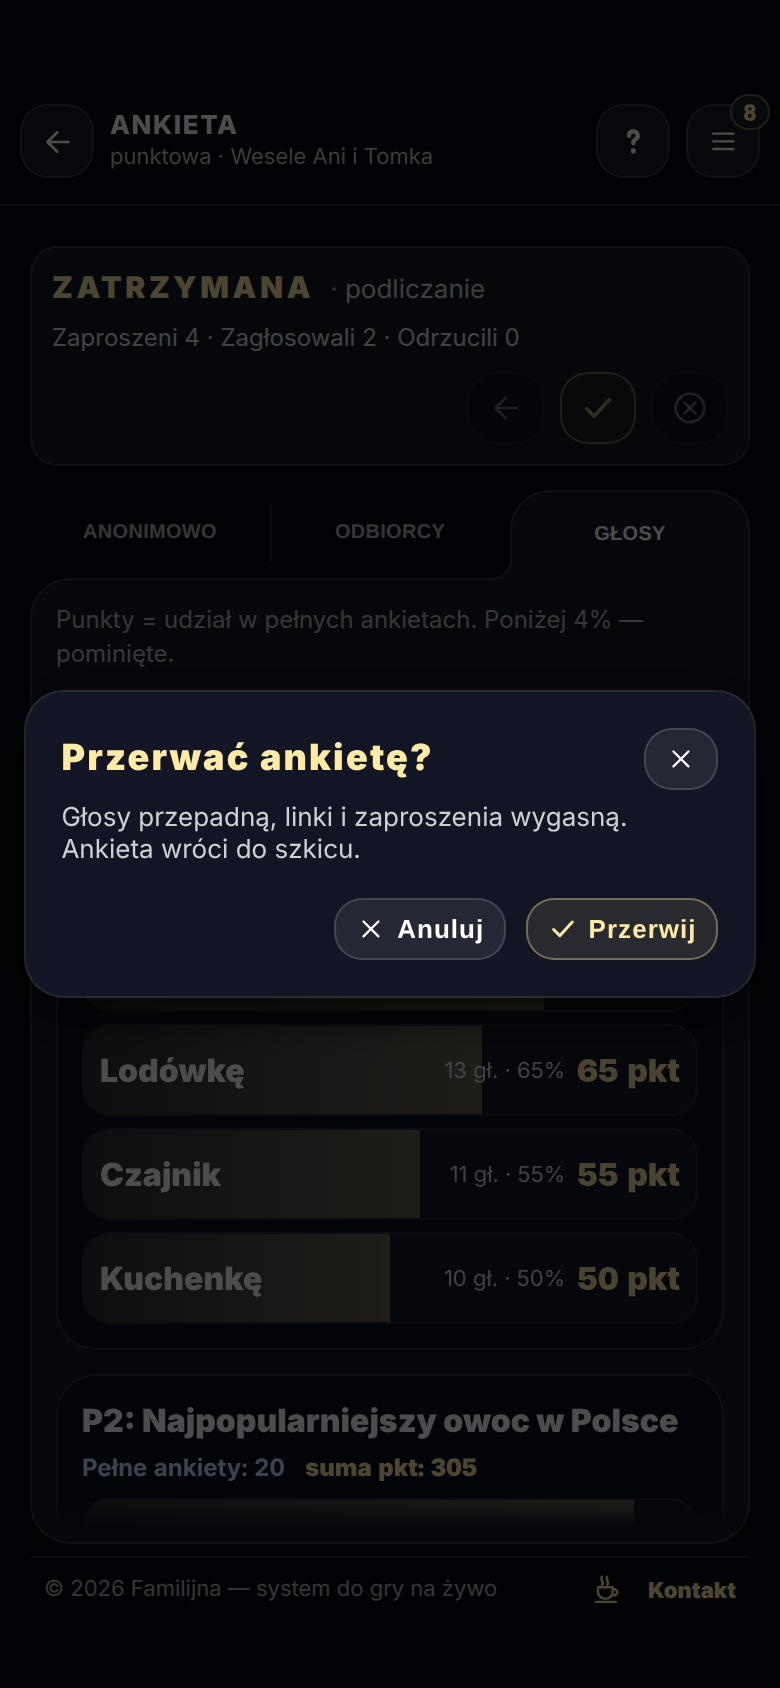 ANKIETA
punktowa · Wesele Ani i Tomka
?
8
ZATRZYMANA · podliczanie
Zaproszeni 4 · Zagłosowali 2 · Odrzucili 0
ANONIMOWO ODBIORCY GŁOSY
Punkty = udział w pełnych ankietach. Poniżej 4% —
pominięte.
Przerwać ankietę?
Głosy przepadną, linki i zaproszenia wygasną.
Ankieta wróci do szkicu.
Anuluj Przerwij
Lodówkę 13 gł. · 65% 65 pkt
Czajnik 11 gł. · 55% 55 pkt
Kuchenkę 10 gł. · 50% 50 pkt
P2: Najpopularniejszy owoc w Polsce
Pełne ankiety: 20 suma pkt: 305
© 2026 Familijna — system do gry na żywo Kontakt